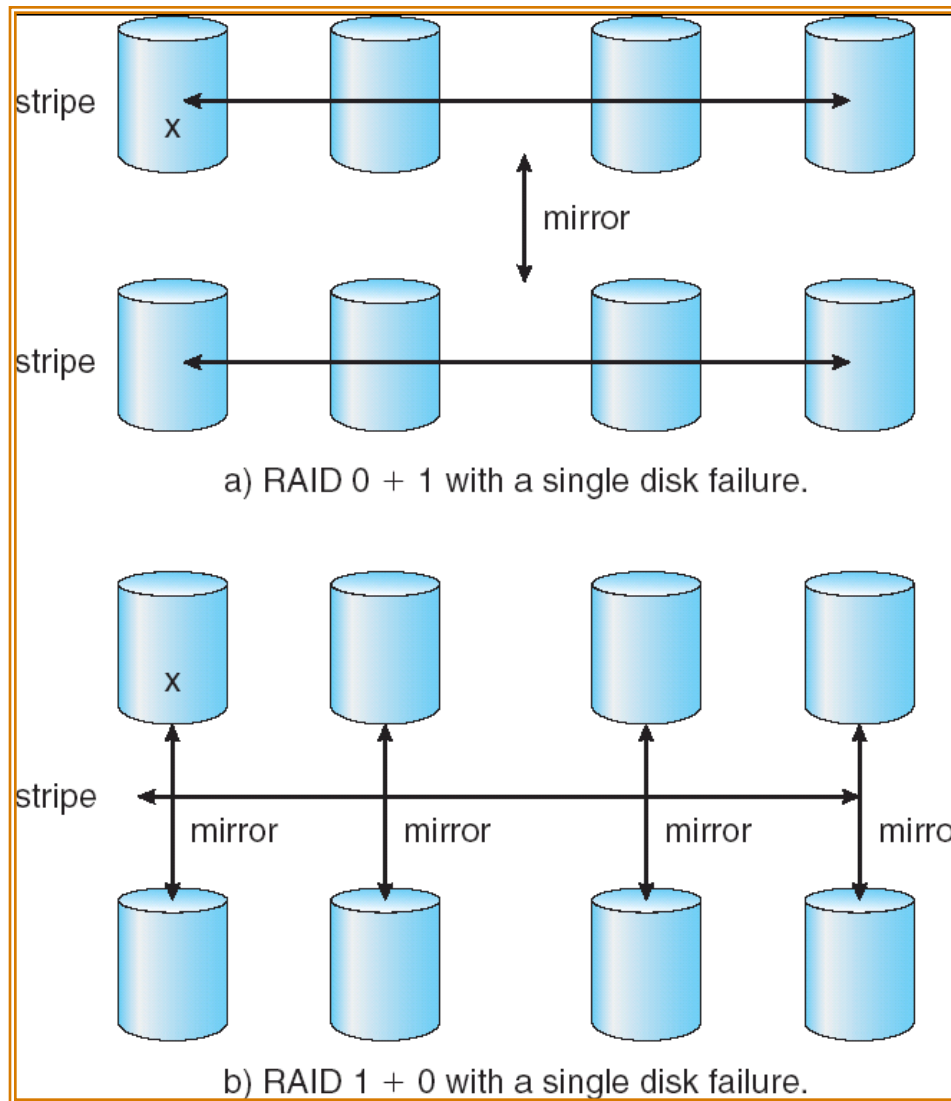 stripe
x
mirror
stripe
a) RAID 0 + 1 with a single disk failure.
x
stripe
mirror mirror mirror mirro
b) RAID 1 + 0 with a single disk failure.